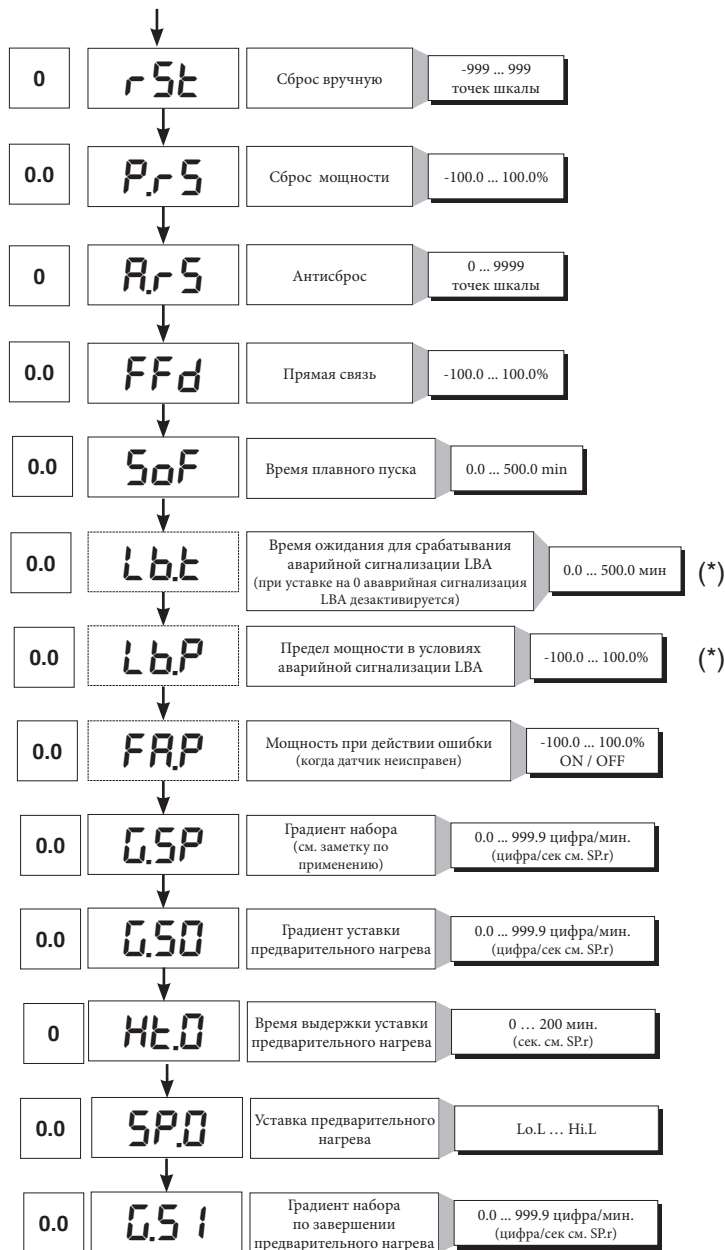 0
rSt
Сброс вручную
-999 ... 999
точек шкалы
0.0
P.rS
Сброс мощности
-100.0 ... 100.0%
0
A.rS
Антисброс
0 ... 9999
точек шкалы
0.0
FFd
Прямая связь
-100.0 ... 100.0%
0.0
SoF
Время плавного пуска
0.0 ... 500.0 min
0.0
Lb.t
Время ожидания для срабатывания
аварийной сигнализации LBA
(при уставке на 0 ававрийная сигнализация
LBA дезактивируется)
0.0 ... 500.0 мин
(*)
0.0
Lb.P
Предел мощности в условиях
аварийной сигнализации LBA
-100.0 ... 100.0%
(*)
0.0
FA.P
Мощность при действии ошибки
(когда датчик неисправен)
-100.0 ... 100.0%
ON / OFF
0.0
G.SP
Градиент набора
(см. заметку по
применению)
0.0 ... 999.9 цифра/мин.
(цифра/сек см. SP.r)
0.0
G.S0
Градиент уставки
предварительного нагрева
0.0 ... 999.9 цифра/мин.
(цифра/сек см. SP.r)
0
Ht.0
Время выдержки уставки
предварительного нагрева
0 … 200 мин.
(сек. см. SP.r)
0.0
SP.0
Уставка предварительного
нагрева
Lo.L … Hi.L
0.0
G.S1
Градиент набора
по завершении
предварительного нагрева
0.0 ... 999.9 цифра/мин.
(цифра/сек см. SP.r)